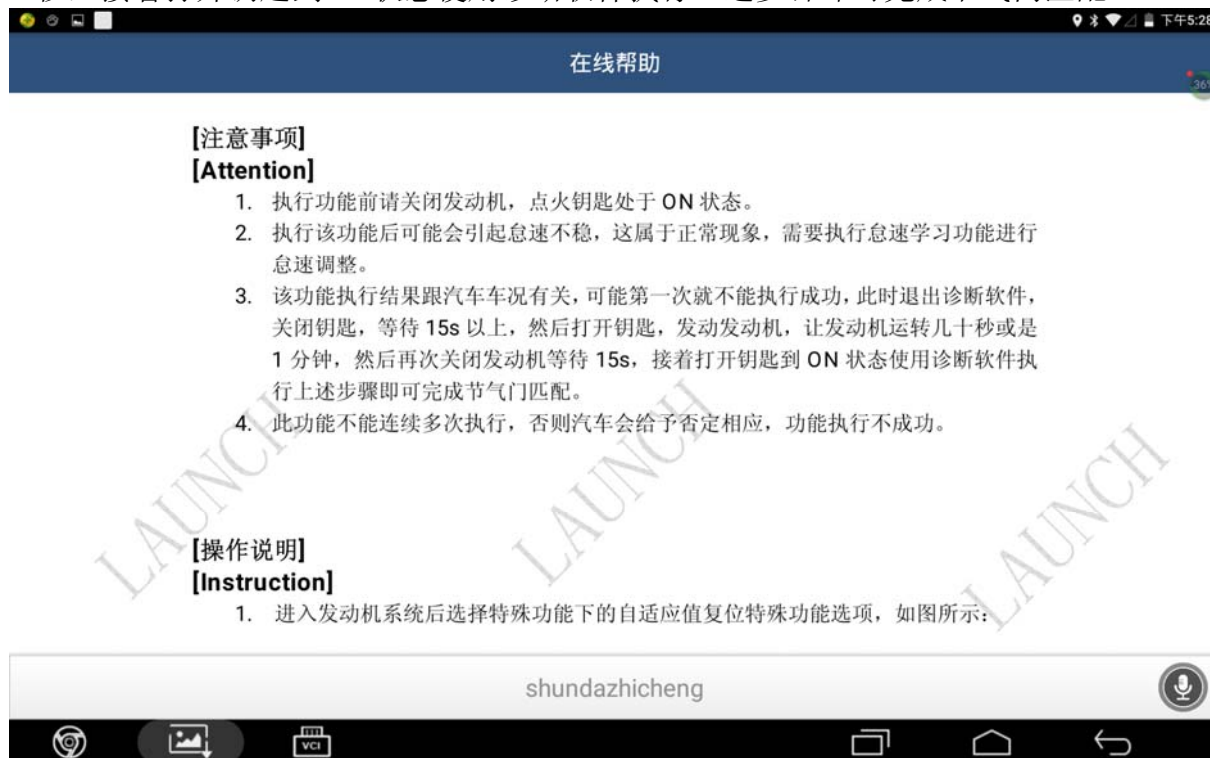 下午5:28
在线帮助
[注意事项]
[Attention]
1. 执行功能前请关闭发动机，点火钥匙处于 ON 状态。
2. 执行该功能后可能会引起怠速不稳，这属于正常现象，需要执行怠速学习功能进行
怠速调整。
3. 该功能执行结果跟汽车车况有关，可能第一次就不能执行成功，此时退出诊断软件，
关闭钥匙，等待 15s 以上，然后打开钥匙，发动发动机，让发动机运转几十秒或是
1 分钟，然后再次关闭发动机等待 15s，接着打开钥匙到 ON 状态使用诊断软件执
行上述步骤即可完成节气门匹配。
4. 此功能不能连续多次执行，否则汽车会给予否定相应，功能执行不成功。
LAUNCH
LAUNCH
LAUNCH
[操作说明]
[Instruction]
1. 进入发动机系统后选择特殊功能下的自适应值复位特殊功能选项，如图所示：
shundazhicheng
VCI